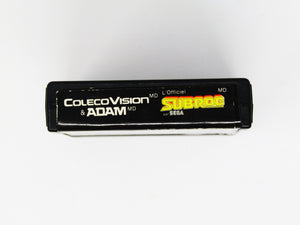 COLECOVISION MD
& ADAM MD
L'Officiel MD
SUBROC
SEGA